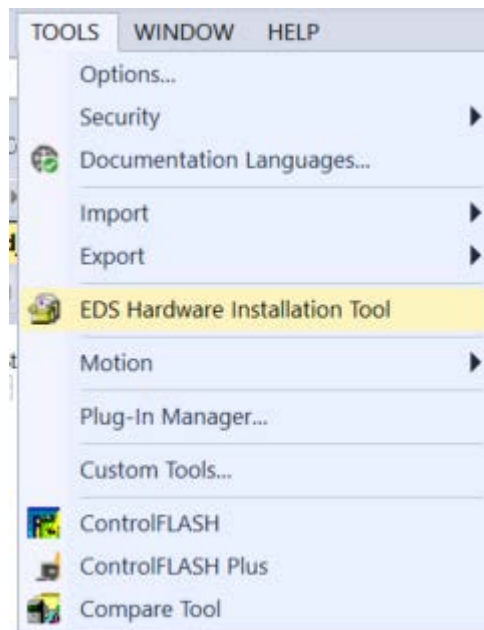 TOOLS WINDOW HELP
Options...
Security
Documentation Languages...
Import
Export
EDS Hardware Installation Tool
Motion
Plug-In Manager...
Custom Tools...
ControlFLASH
ControlFLASH Plus
Compare Tool